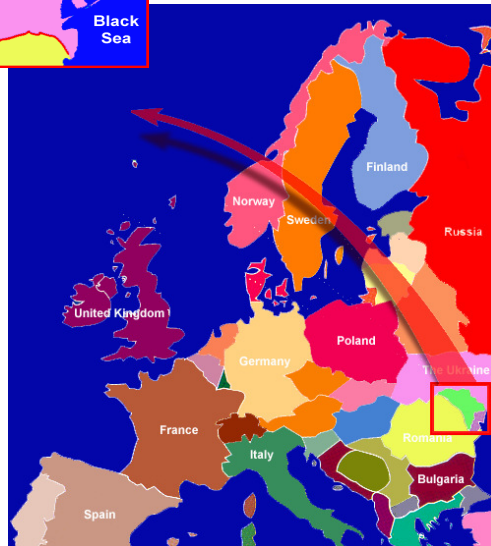 Black
Sea
Finland
Norway
Sweden
Russia
United Kingdom
Poland
Germany
The Ukraine
France
Romania
Italy
Bulgaria
Spain